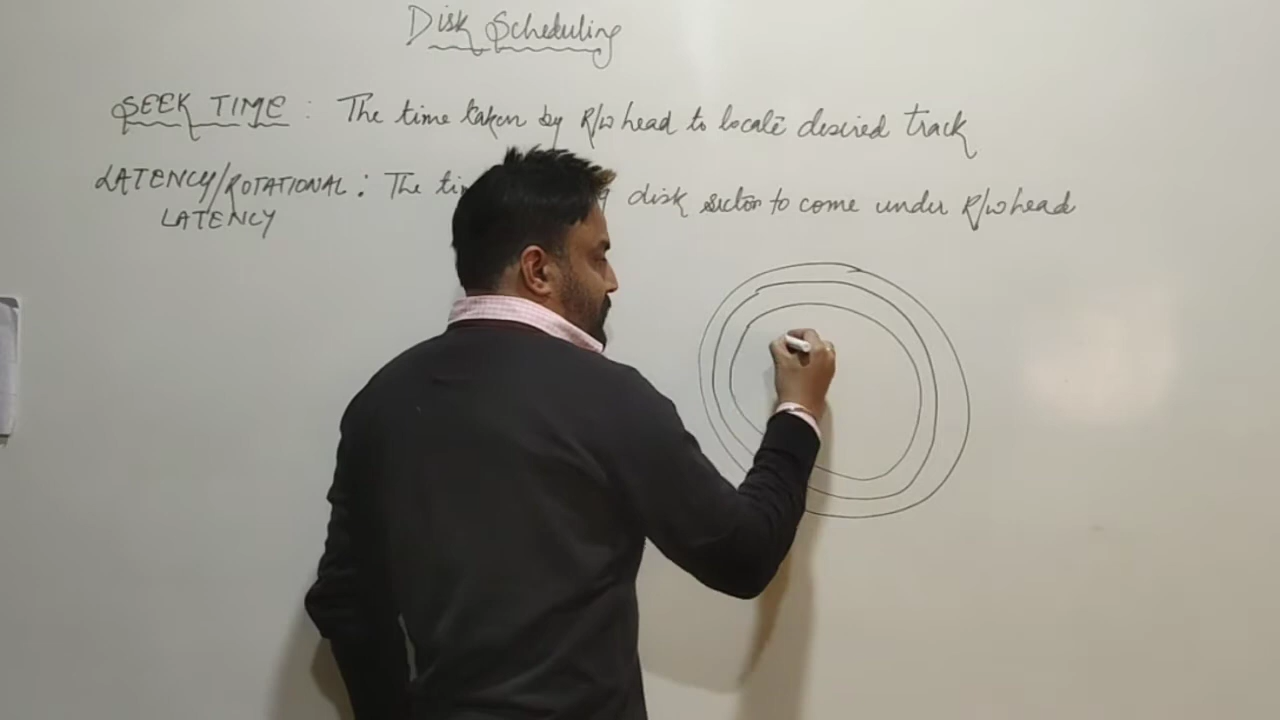 Disk Scheduling
SEEK TIME : The time taken by R/W head to locate desired track
LATENCY/ROTATIONAL : The disk sector to come under R/W head
LATENCY